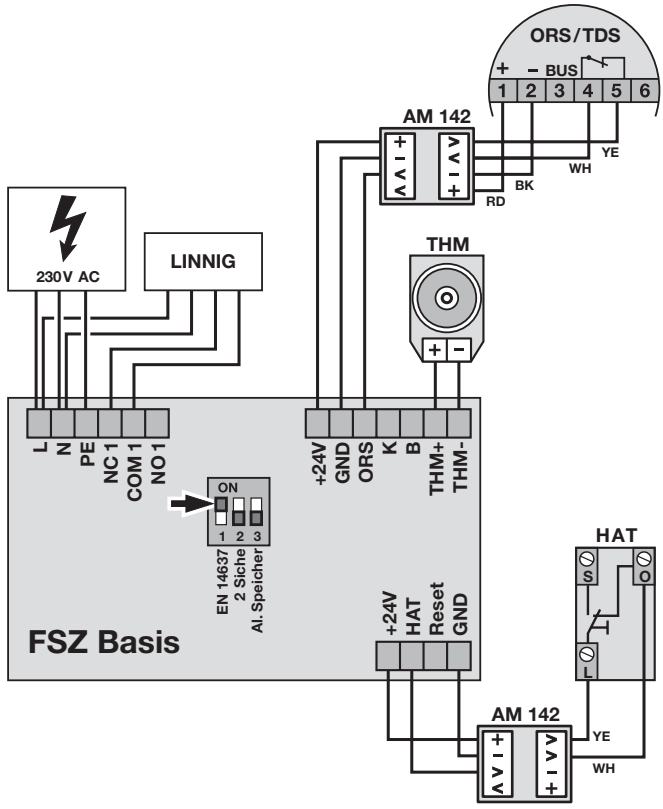 ORS/TDS
+ – BUS
1 2 3 4 5 6
AM 142
+ – < <
> < – +
YE
WH
BK
RD
230V AC
LINNIG
THM
+ –
L
N
PE
NC 1
COM 1
NO 1
+24V
GND
ORS
K
B
THM+
THM-
ON
1 2 3
EN 14637
2 Siche
Al. Speicher
HAT
S
O
L
+24V
HAT
Reset
GND
FSZ Basis
AM 142
YE
WH